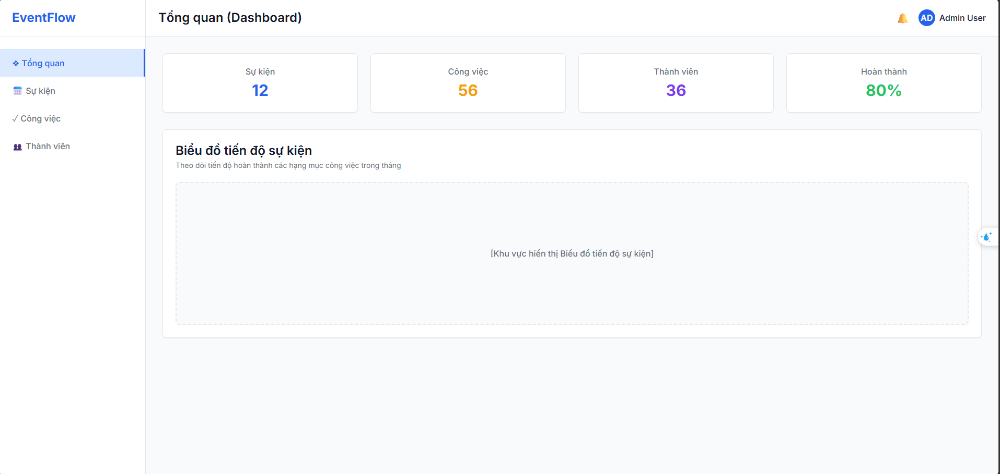 EventFlow
Tổng quan (Dashboard)
AD Admin User
Tổng quan
Sự kiện
Công việc
Thành viên
Sự kiện
12
Công việc
56
Thành viên
36
Hoàn thành
80%
Biểu đồ tiến độ sự kiện
Theo dõi tiến độ hoàn thành các hạng mục công việc trong tháng
[Khu vực hiển thị Biểu đồ tiến độ sự kiện]